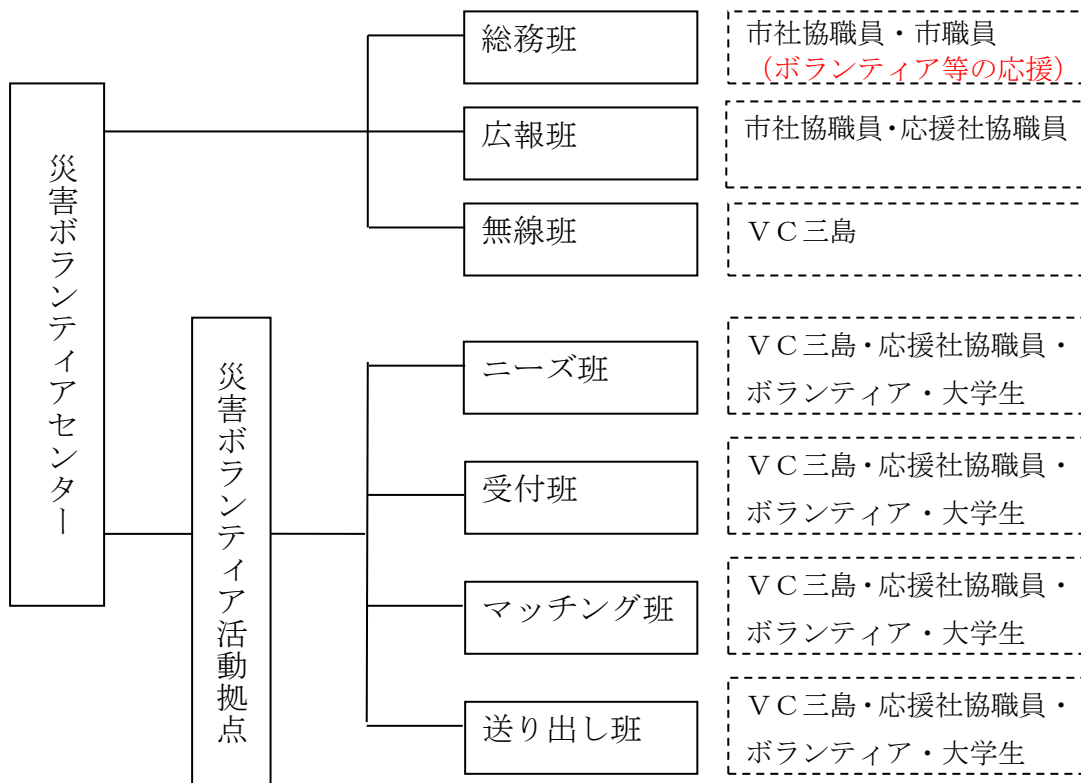 災害ボランティアセンター
総務班
市社協職員・市職員
(ボランティア等の応援)
広報班
市社協職員・応援社協職員
無線班
ＶＣ三島
災害ボランティア活動拠点
ニーズ班
ＶＣ三島・応援社協職員・
ボランティア・大学生
受付班
ＶＣ三島・応援社協職員・
ボランティア・大学生
マッチング班
ＶＣ三島・応援社協職員・
ボランティア・大学生
送り出し班
ＶＣ三島・応援社協職員・
ボランティア・大学生